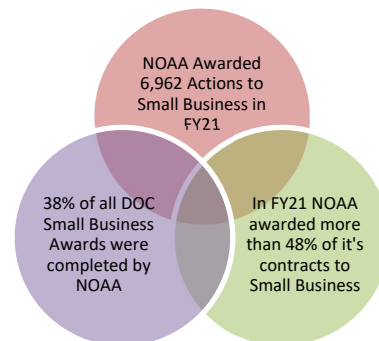 NOAA Awarded
6,962 Actions to
Small Business in
FY21
38% of all DOC
Small Business
Awards were
completed by
NOAA
In FY21 NOAA
awarded more
than 48% of it's
contracts to
Small Business